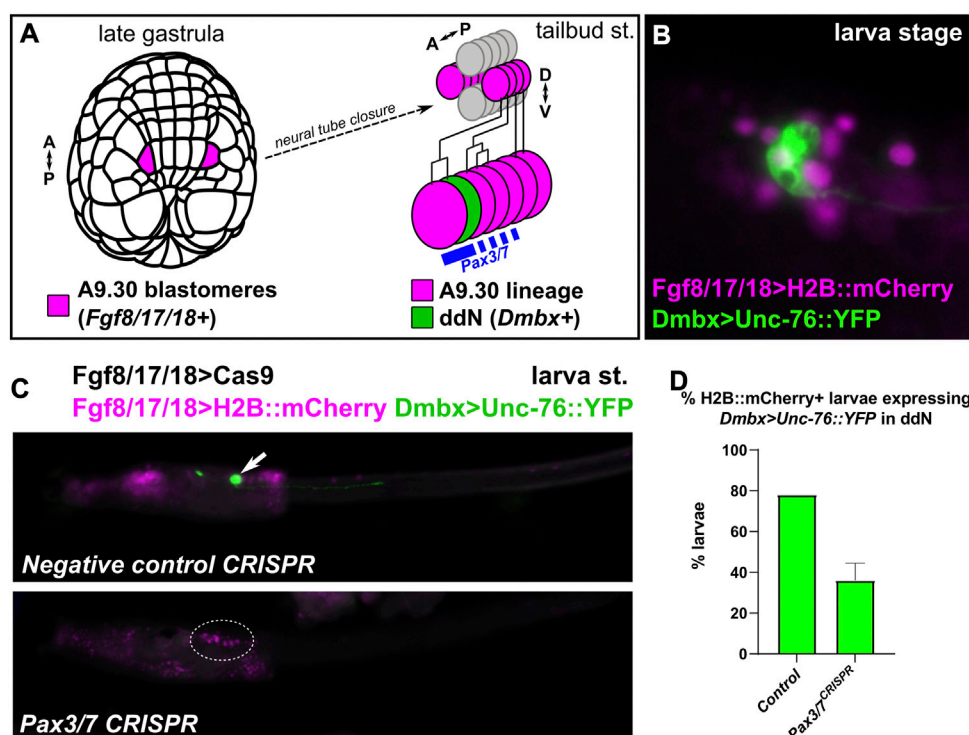 A
late gastrula
tailbud st.
A
P
A P
D
V
neural tube closure
Pax3/7
A9.30 blastomeres
(Fgf8/17/18+)
A9.30 lineage
ddN (Dmbx+)
B
larva stage
Fgf8/17/18>H2B::mCherry
Dmbx>Unc-76::YFP
C
Fgf8/17/18>Cas9
larva st.
Fgf8/17/18>H2B::mCherry Dmbx>Unc-76::YFP
Negative control CRISPR
Pax3/7 CRISPR
D
% H2B::mCherry+ larvae expressing
Dmbx>Unc-76::YFP in ddN
% larvae
100
80
60
40
20
0
Control
Pax3/7CRISPR